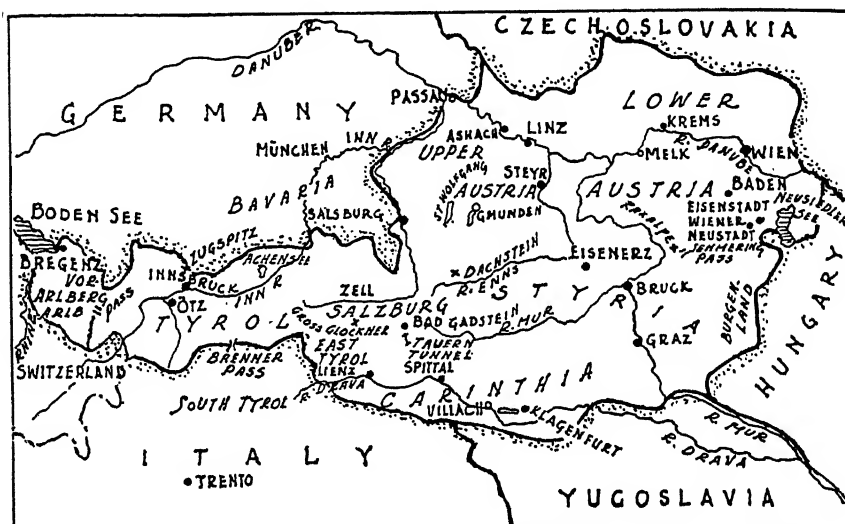 CZECHOSLOVAKIA
DANUBER
GERMANY
PASSAU
LOWER
KREMS
ASHACH
LINZ
INN R
MÜNCHEN
UPPER
MELK
R. DANUBE
WIEN
STEYR
ST. WOLFGANG
AUSTRIA
AUSTRIA
BADEN
BAVARIA
GMUNDEN
EISENSTADT
NEUSIEDLER
SEE
BODEN SEE
SALSBURG
WIENER
NEUSTADT
RAXALPE
SEMMERING
PASS
ZUGSPITZ
ACHENSEE
BREGENZ
DACHSTEIN
EISENERZ
INNSBRUCK
INN R
ZELL
R. ENNS
VOR
ARLBERG
ARLB
PASS
ÖTZ
SALZBURG
STYRIA
BRUCK
BURGEN
LAND
HUNGARY
TYROL
GROSS GLOCKNER
BAD GADSTEIN
R. MUR
RHINE
EAST
TYROL
TAUERN
TUNNEL
GRAZ
BRENNER
PASS
LIENZ
SPITTAL
SWITZERLAND
R. DRAVA
CARINTHIA
SOUTH TYROL
VILLACH
KLAGENFURT
R. MUR
R. DRAVA
ITALY
TRENTO
YUGOSLAVIA